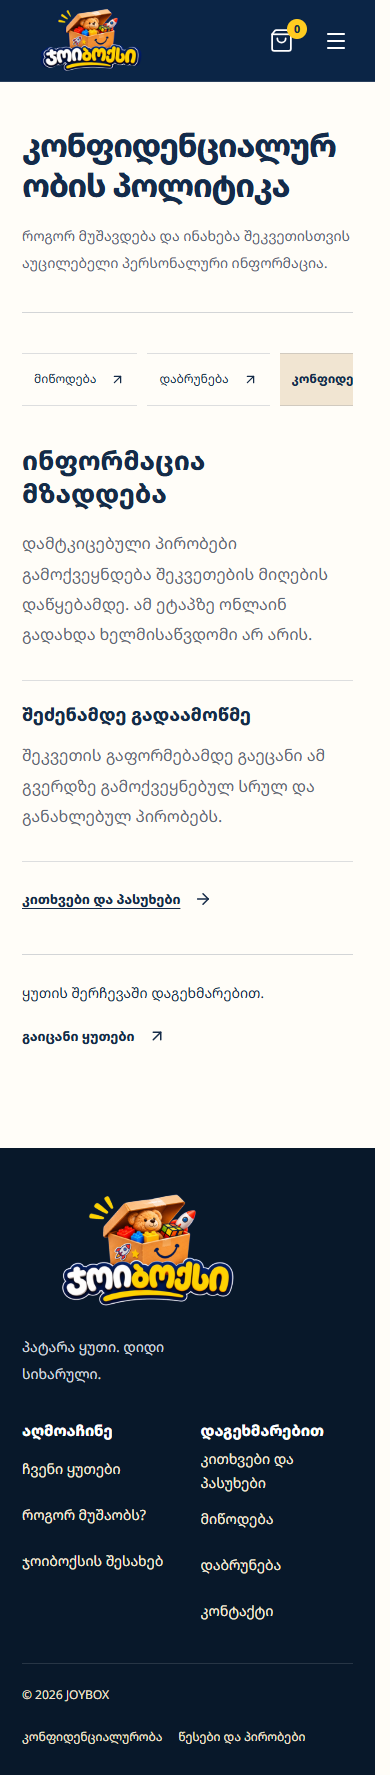 ჯოიბოქსი
0
კონფიდენციალურ
ობის პოლიტიკა
როგორ მუშავდება და ინახება შეკვეთისთვის
აუცილებელი პერსონალური ინფორმაცია.
მიწოდება
დაბრუნება
კონფიდე
ინფორმაცია
მზადდება
დამტკიცებული პირობები
გამოქვეყნდება შეკვეთების მიღების
დაწყებამდე. ამ ეტაპზე ონლაინ
გადახდა ხელმისაწვდომი არ არის.
შეძენამდე გადაამოწმე
შეკვეთის გაფორმებამდე გაეცანი ამ
გვერდზე გამოქვეყნებულ სრულ და
განახლებულ პირობებს.
კითხვები და პასუხები
ყუთის შერჩევაში დაგეხმარებით.
გაიცანი ყუთები
ჯოიბოქსი
პატარა ყუთი. დიდი
სიხარული.
აღმოაჩინე
ჩვენი ყუთები
როგორ მუშაობს?
ჯოიბოქსის შესახებ
დაგეხმარებით
კითხვები და
პასუხები
მიწოდება
დაბრუნება
კონტაქტი
© 2026 JOYBOX
კონფიდენციალურობა
წესები და პირობები